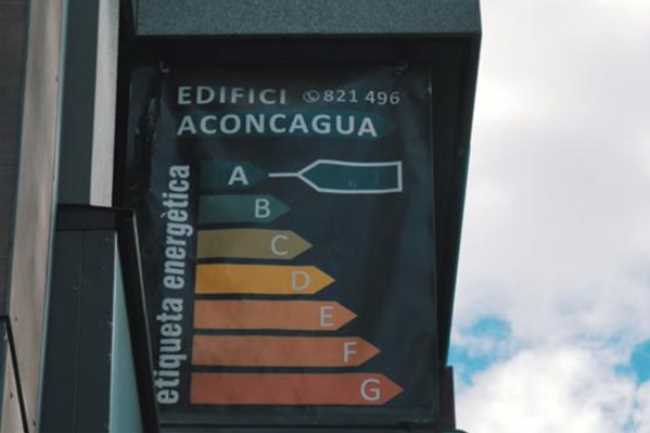 EDIFICI 821 496
ACONCAGUA
etiqueta energètica
A
B
C
D
E
F
G